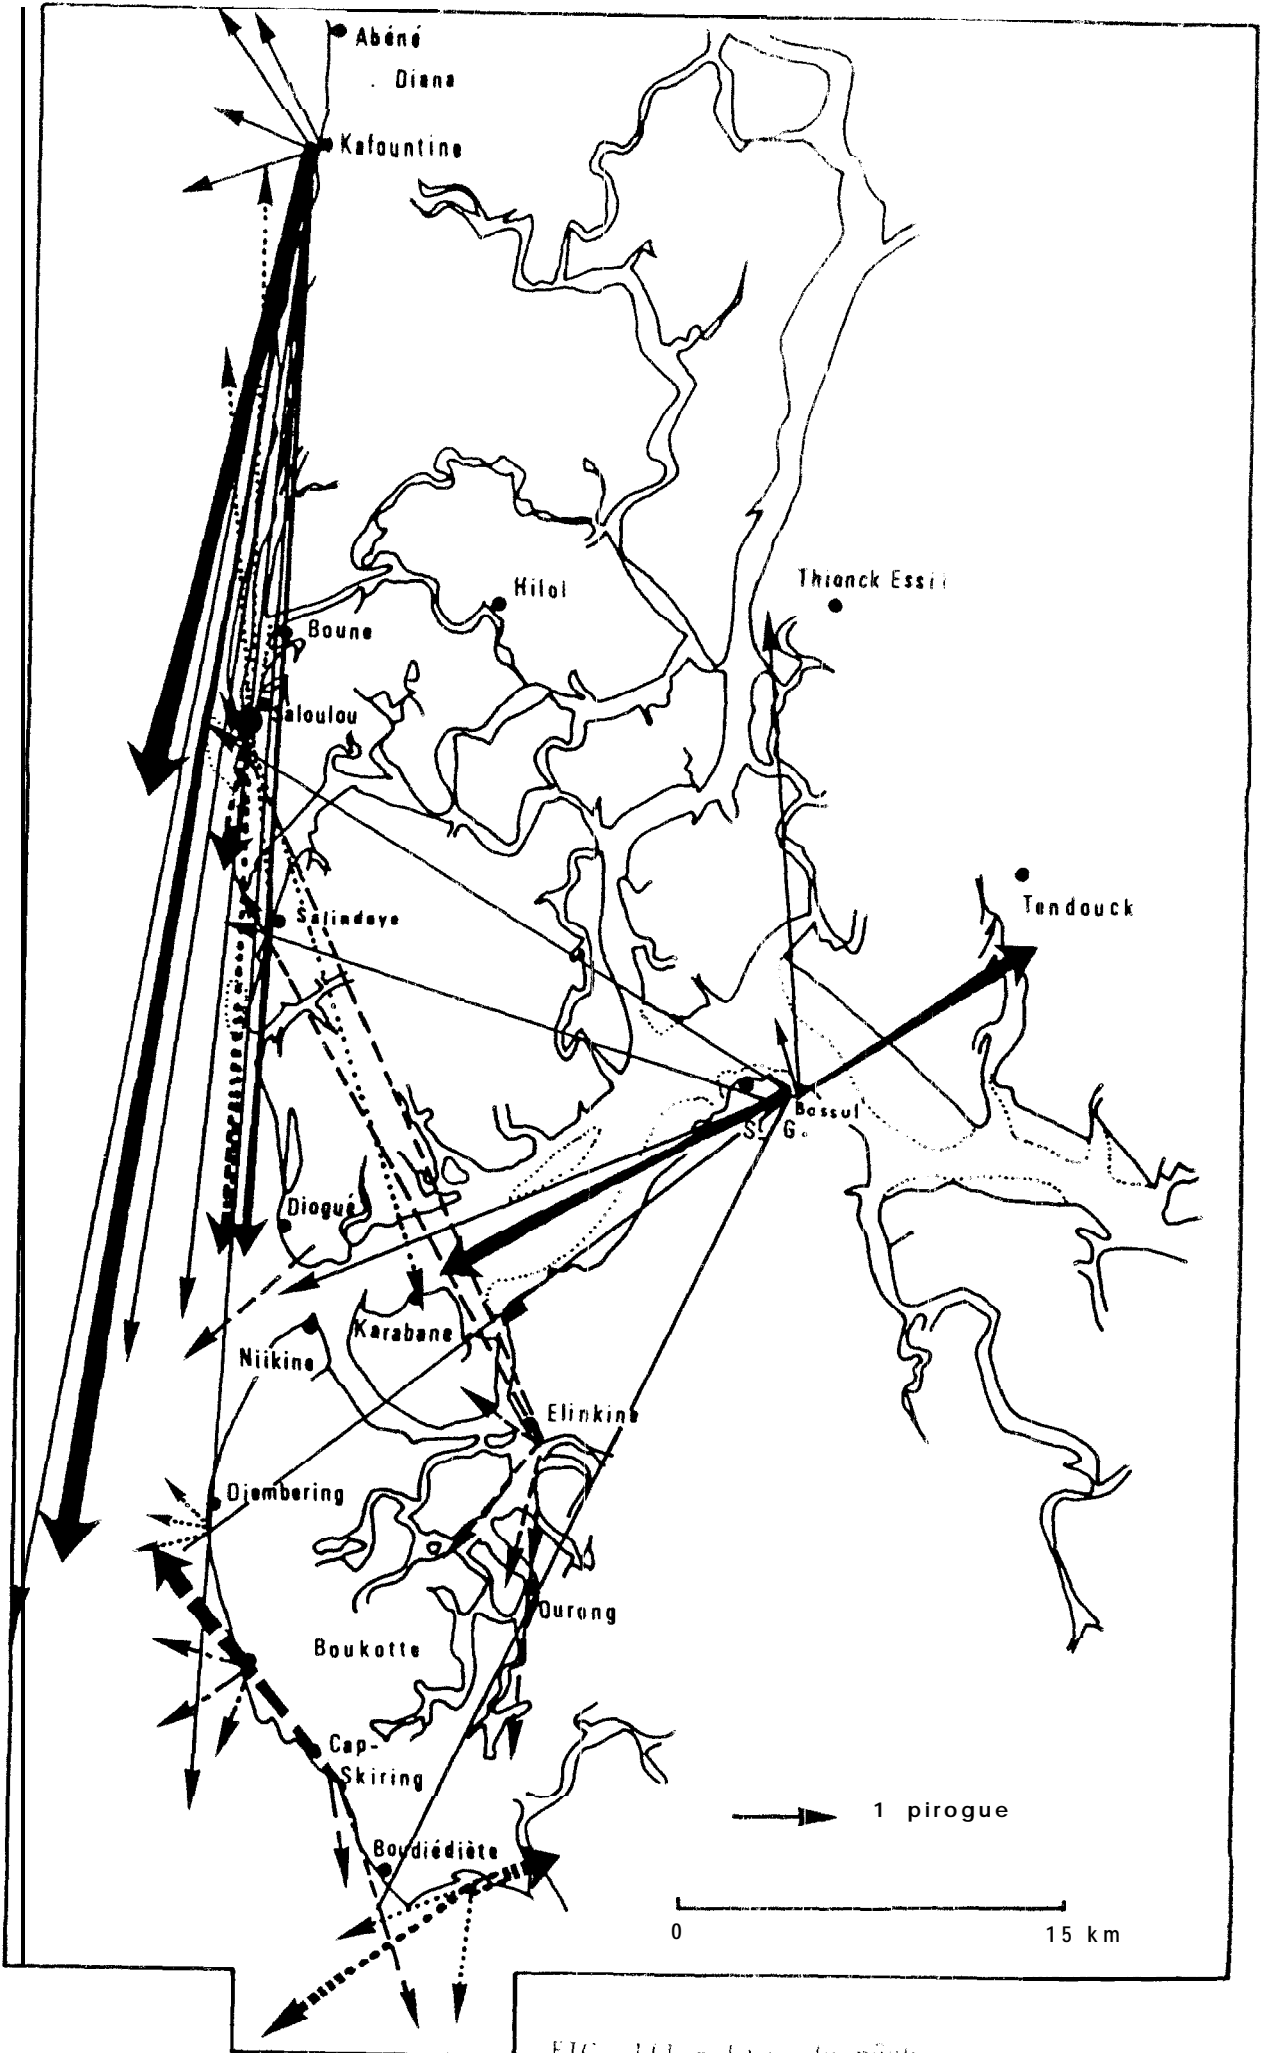 Abéné
Diana
Kafountine
Hilol
Thionck Essil
Boune
Saloulou
Tendouck
Salindaye
Bassul
S. G.
Diogué
Karabane
Niikine
Elinkine
Djembering
Ourong
Boukotte
Cap-
Skiring
1 pirogue
Boudiédiète
0
15 km